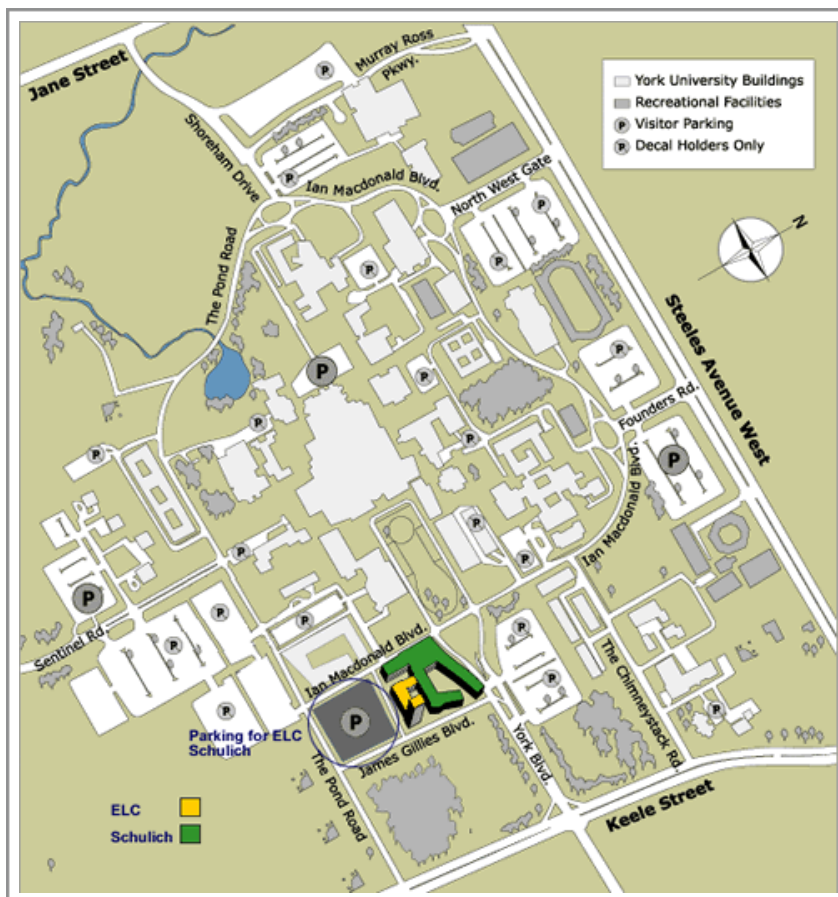 Jane Street
Murray Ross
Pkwy.
York University Buildings
Recreational Facilities
P Visitor Parking
P Decal Holders Only
P
P
Shoreham Drive
Ian Macdonald Blvd.
North West Gate
P
P
N
The Pond Road
P
P
Steeles Avenue West
P
P
P
Founders Rd.
P
P
P
P
Ian Macdonald Blvd.
P
P
P
P
Sentinel Rd.
P
P
P
Ian Macdonald Blvd.
P
P
The Chimneystack Rd.
P
P
P
Parking for ELC
Schulich
James Gillies Blvd.
York Blvd.
The Pond Road
Keele Street
ELC
Schulich